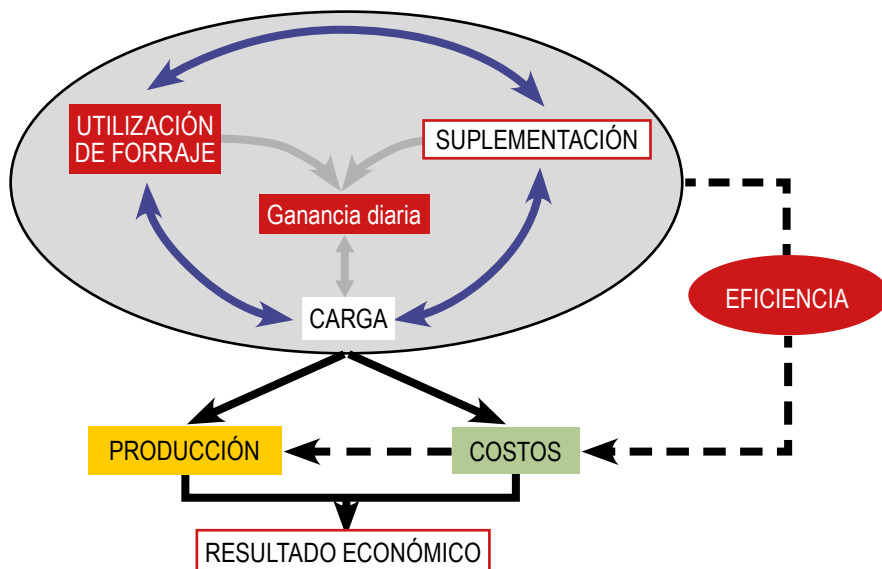 UTILIZACIÓN
DE FORRAJE
SUPLEMENTACIÓN
Ganancia diaria
CARGA
EFICIENCIA
PRODUCCIÓN
COSTOS
RESULTADO ECONÓMICO